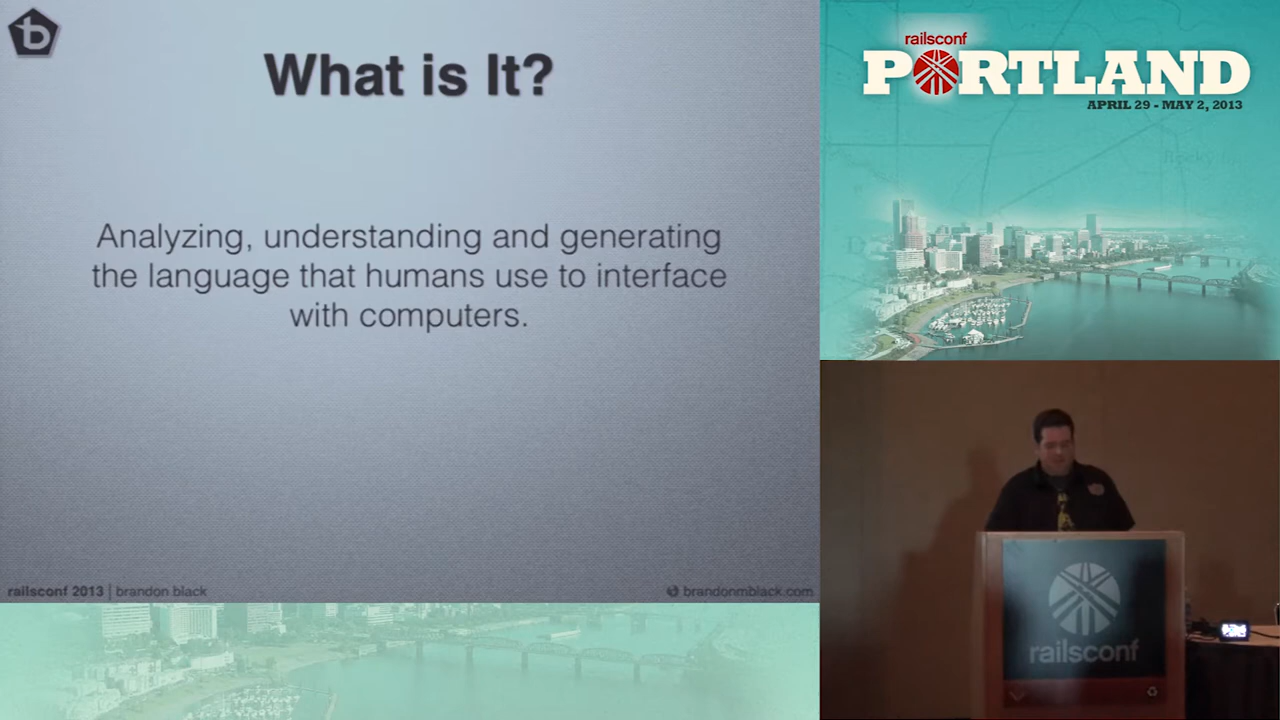 What is It?
Analyzing, understanding and generating
the language that humans use to interface
with computers.
railsconf 2013 | brandon black
brandonmblack.com
railsconf
PORTLAND
APRIL 29 - MAY 2, 2013
railsconf